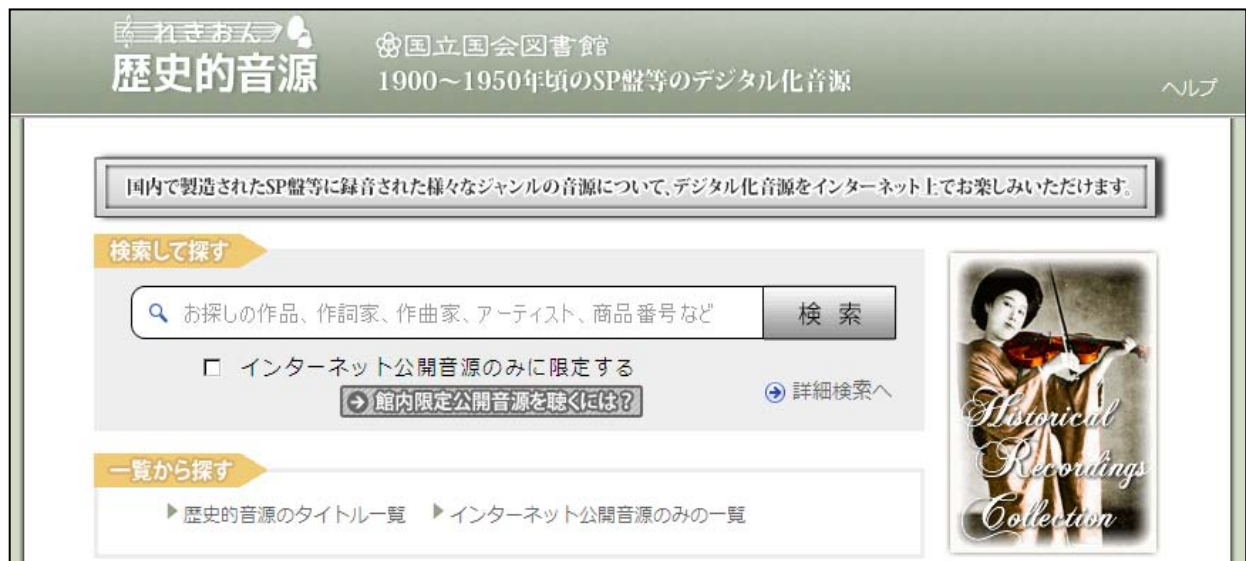 れきおん
歴史的音源
国立国会図書館
1900～1950年頃のSP盤等のデジタル化音源
ヘルプ
国内で製造されたSP盤等に録音された様々なジャンルの音源について、デジタル化音源をインターネット上でお楽しみいただけます。
検索して探す
お探しの作品、作詞家、作曲家、アーティスト、商品番号など
検 索
インターネット公開音源のみに限定する
館内限定公開音源を聴くには？
詳細検索へ
一覧から探す
歴史的音源のタイトル一覧 インターネット公開音源のみの一覧
Historical
Recordings
Collection